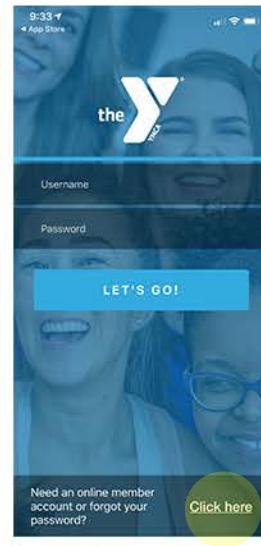 9:33
◄ App Store
the
YMCA
Username
Password
LET'S GO!
Need an online member
account or forgot your
password?
Click here